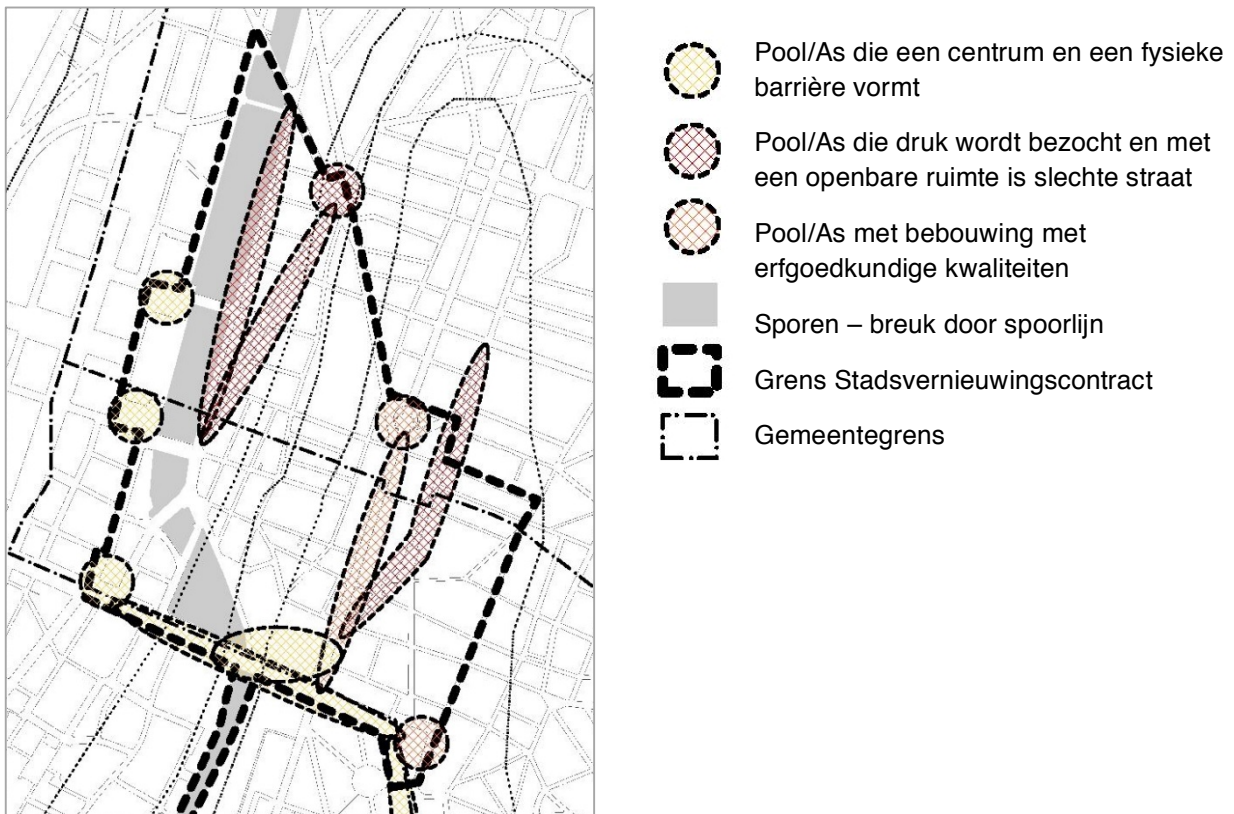 Pool/As die een centrum en een fysieke
barrière vormt
Pool/As die druk wordt bezocht en met
een openbare ruimte is slechte straat
Pool/As met bebouwing met
erfgoedkundige kwaliteiten
Sporen – breuk door spoorlijn
Grens Stadsvernieuwingscontract
Gemeentegrens